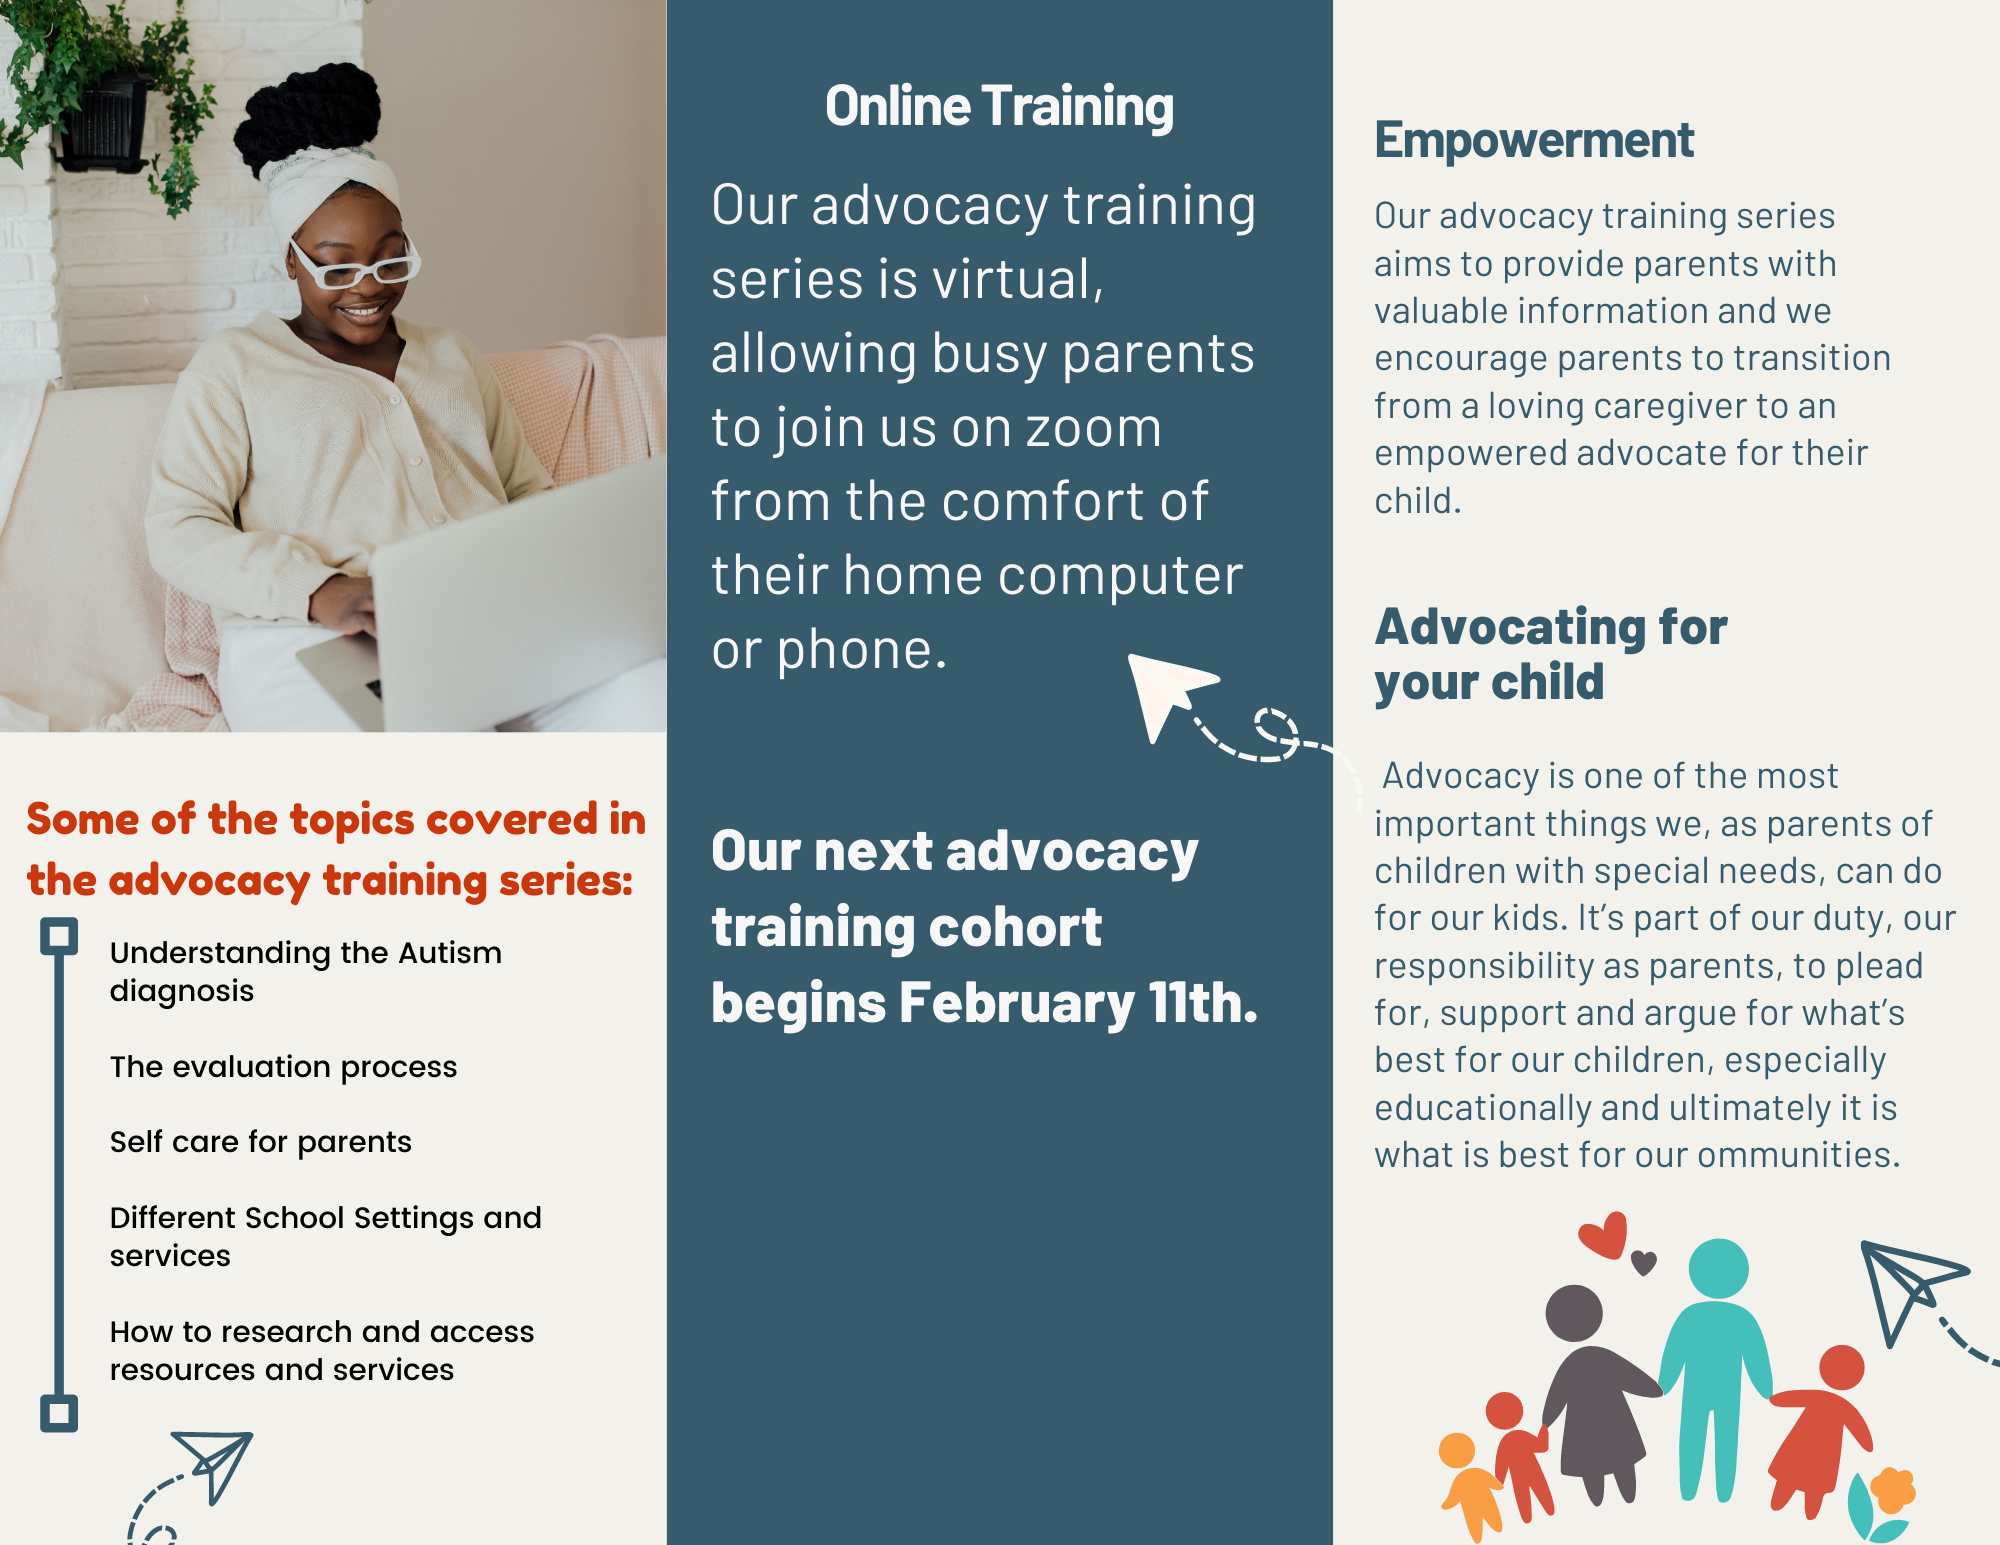 Some of the topics covered in
the advocacy training series:
Understanding the Autism
diagnosis
The evaluation process
Self care for parents
Different School Settings and
services
How to research and access
resources and services
Online Training
Our advocacy training
series is virtual,
allowing busy parents
to join us on zoom
from the comfort of
their home computer
or phone.
Our next advocacy
training cohort
begins February 11th.
Empowerment
Our advocacy training series
aims to provide parents with
valuable information and we
encourage parents to transition
from a loving caregiver to an
empowered advocate for their
child.
Advocating for
your child
Advocacy is one of the most
important things we, as parents of
children with special needs, can do
for our kids. It’s part of our duty, our
responsibility as parents, to plead
for, support and argue for what’s
best for our children, especially
educationally and ultimately it is
what is best for our ommunities.